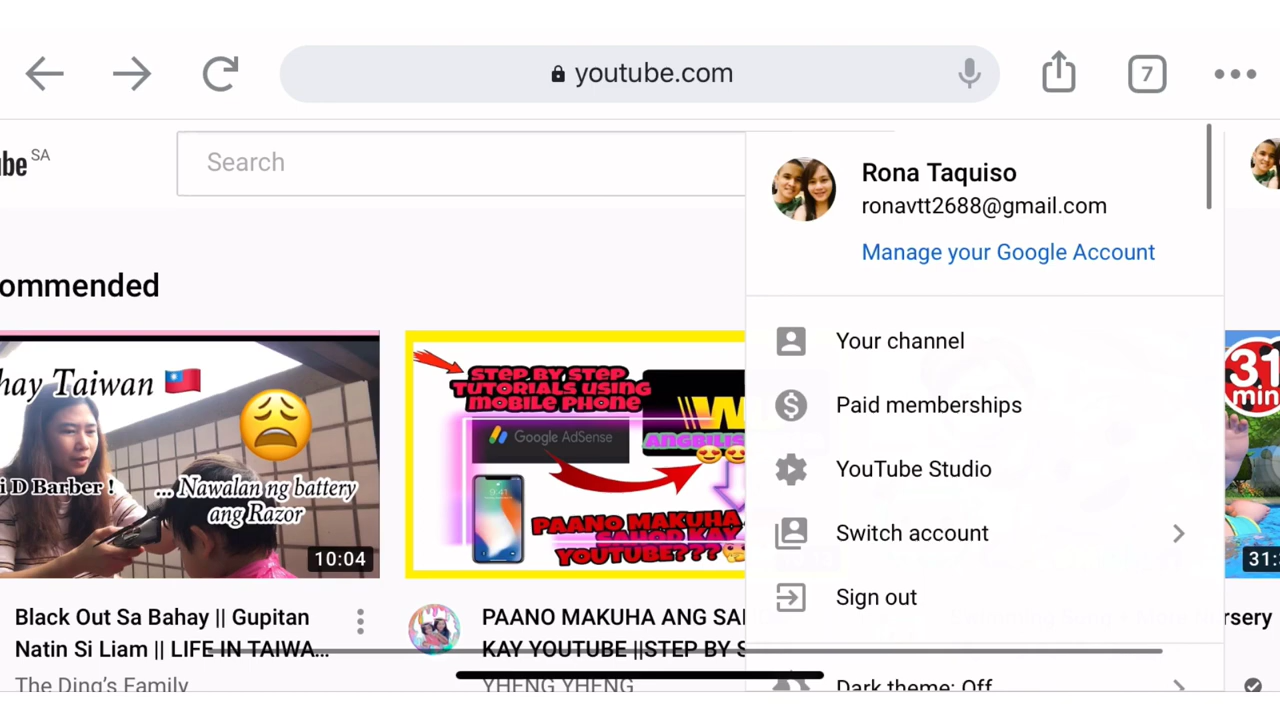 youtube.com
7
be SA
Search
Rona Taquiso
ronavtt2688@gmail.com
Manage your Google Account
ommended
Your channel
Paid memberships
YouTube Studio
Switch account
Sign out
Dark theme: Off
hay Taiwan
i D Barber !
... Nawalan ng battery
ang Razor
10:04
STEP BY STEP
TUTORIALS USING
MOBILE PHONE
Google AdSense
W
ANGBILIS
PAANO MAKUHA
SAHOD KAY
YOUTUBE???
31
min
31:
Black Out Sa Bahay || Gupitan
Natin Si Liam || LIFE IN TAIWA...
The Ding's Family
PAANO MAKUHA ANG SA
KAY YOUTUBE ||STEP BY S
YHENG YHENG
rsery